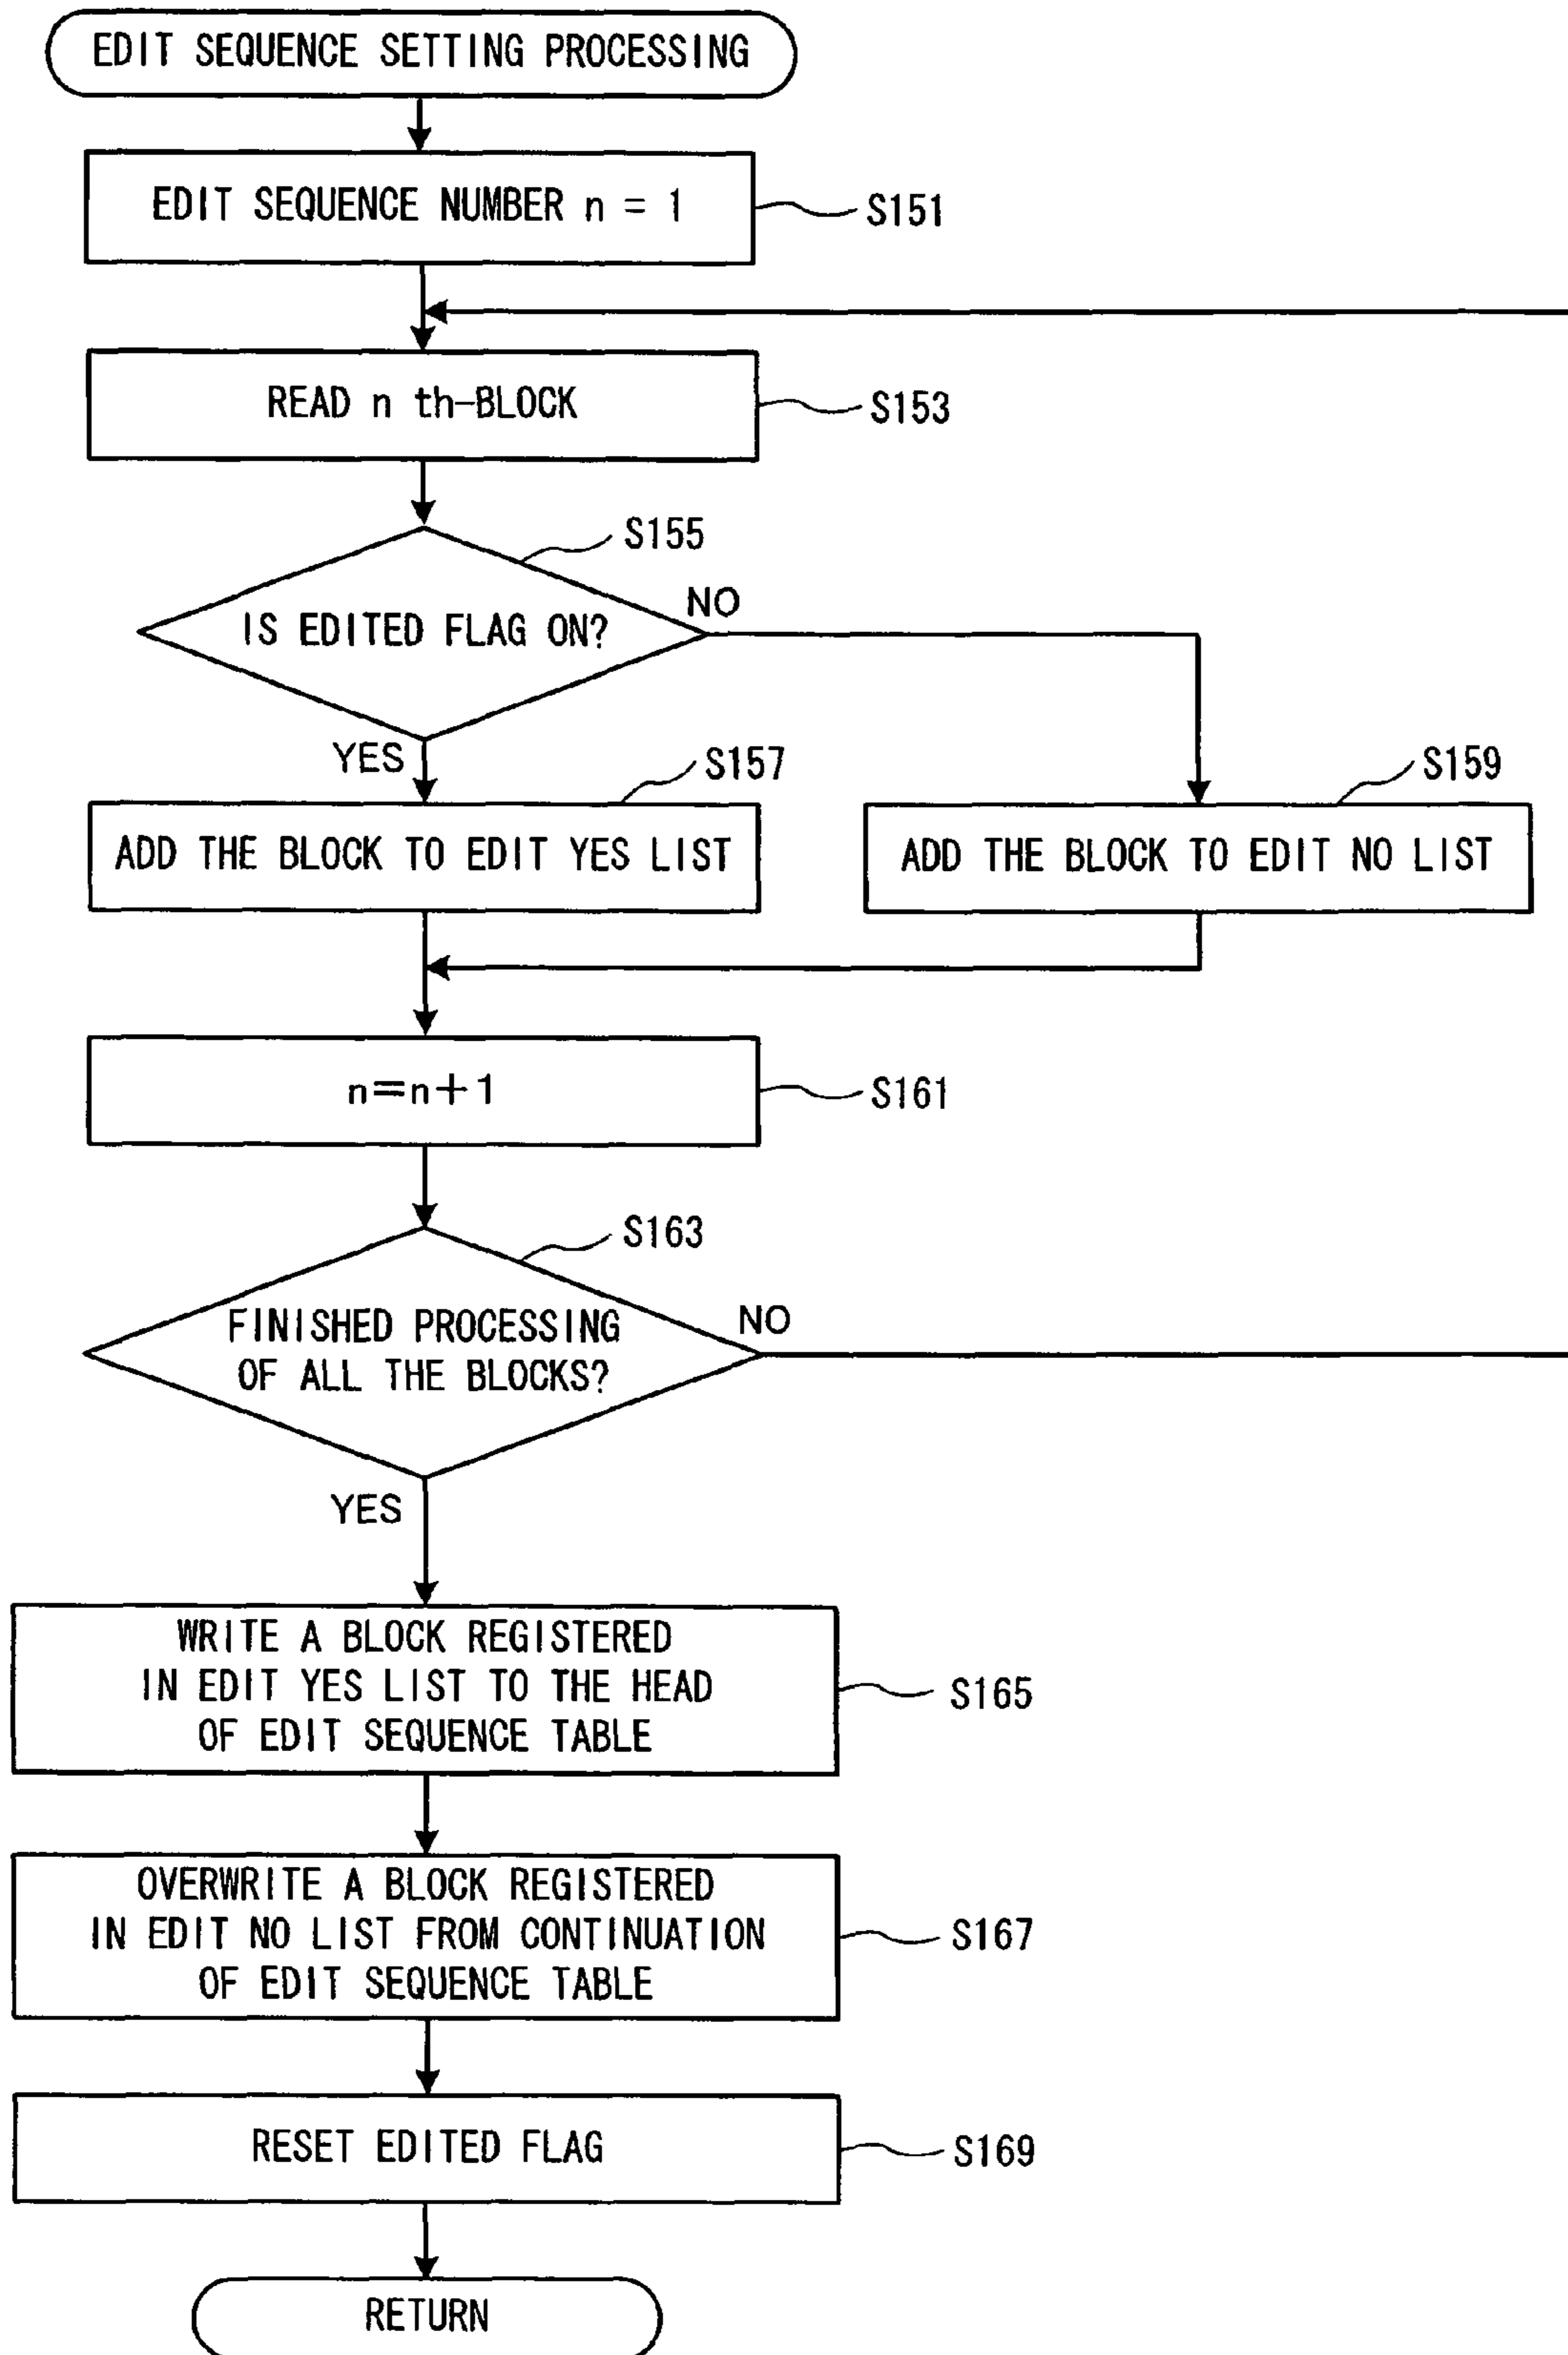 EDIT SEQUENCE SETTING PROCESSING
EDIT SEQUENCE NUMBER n = 1
S151
READ n th-BLOCK
S153
S155
IS EDITED FLAG ON?
NO
YES
S157
S159
ADD THE BLOCK TO EDIT YES LIST
ADD THE BLOCK TO EDIT NO LIST
n=n+1
S161
S163
FINISHED PROCESSING
OF ALL THE BLOCKS?
NO
YES
WRITE A BLOCK REGISTERED
IN EDIT YES LIST TO THE HEAD
OF EDIT SEQUENCE TABLE
S165
OVERWRITE A BLOCK REGISTERED
IN EDIT NO LIST FROM CONTINUATION
OF EDIT SEQUENCE TABLE
S167
RESET EDITED FLAG
S169
RETURN